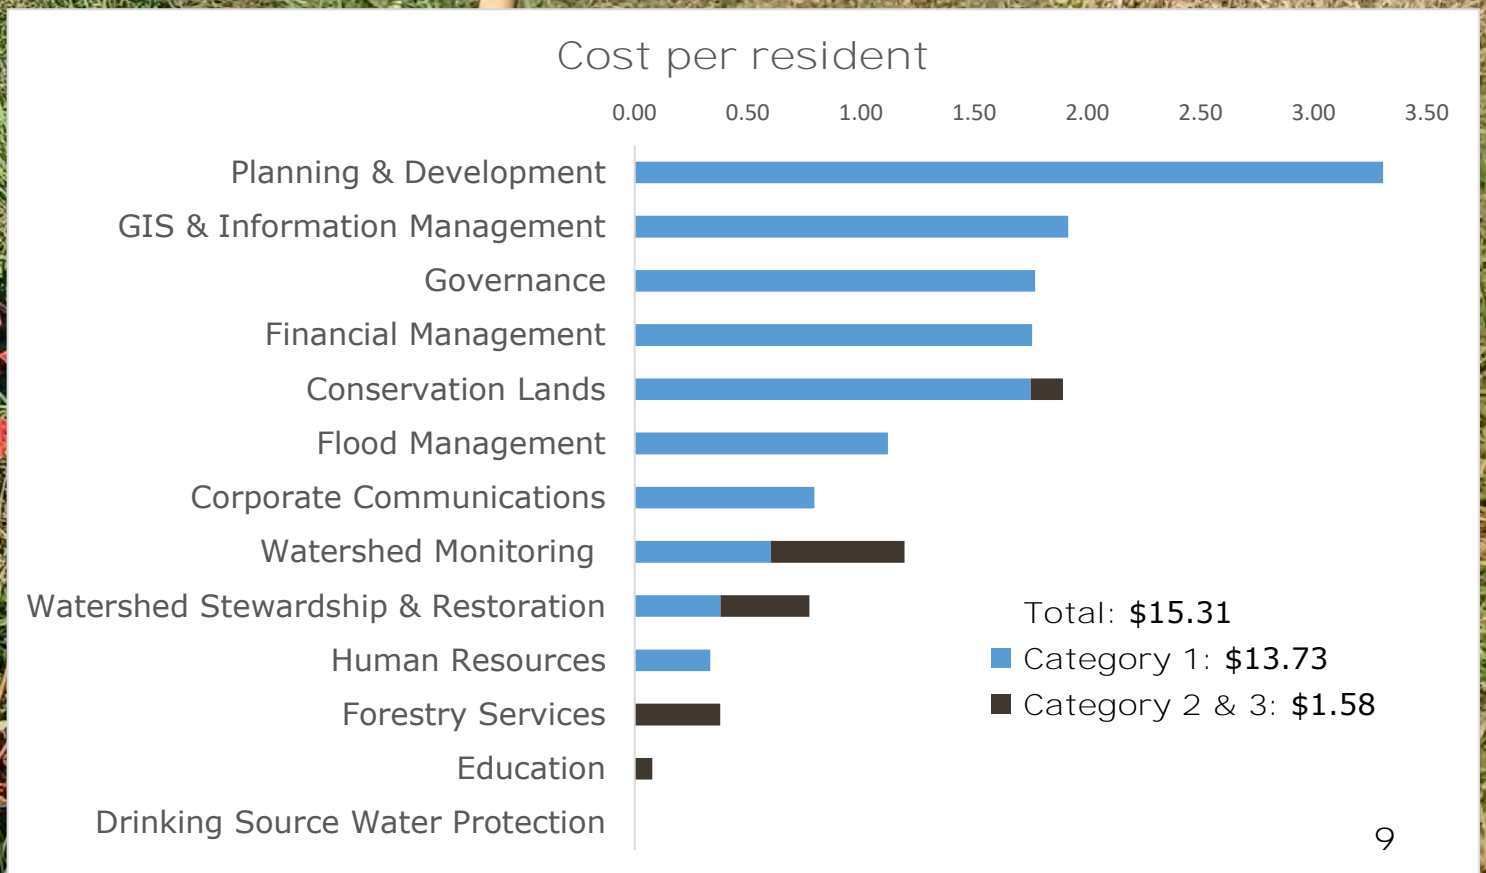 Cost per resident
0.00 0.50 1.00 1.50 2.00 2.50 3.00 3.50
Planning & Development
GIS & Information Management
Governance
Financial Management
Conservation Lands
Flood Management
Corporate Communications
Watershed Monitoring
Watershed Stewardship & Restoration
Human Resources
Forestry Services
Education
Drinking Source Water Protection
Total: $15.31
Category 1: $13.73
Category 2 & 3: $1.58
9